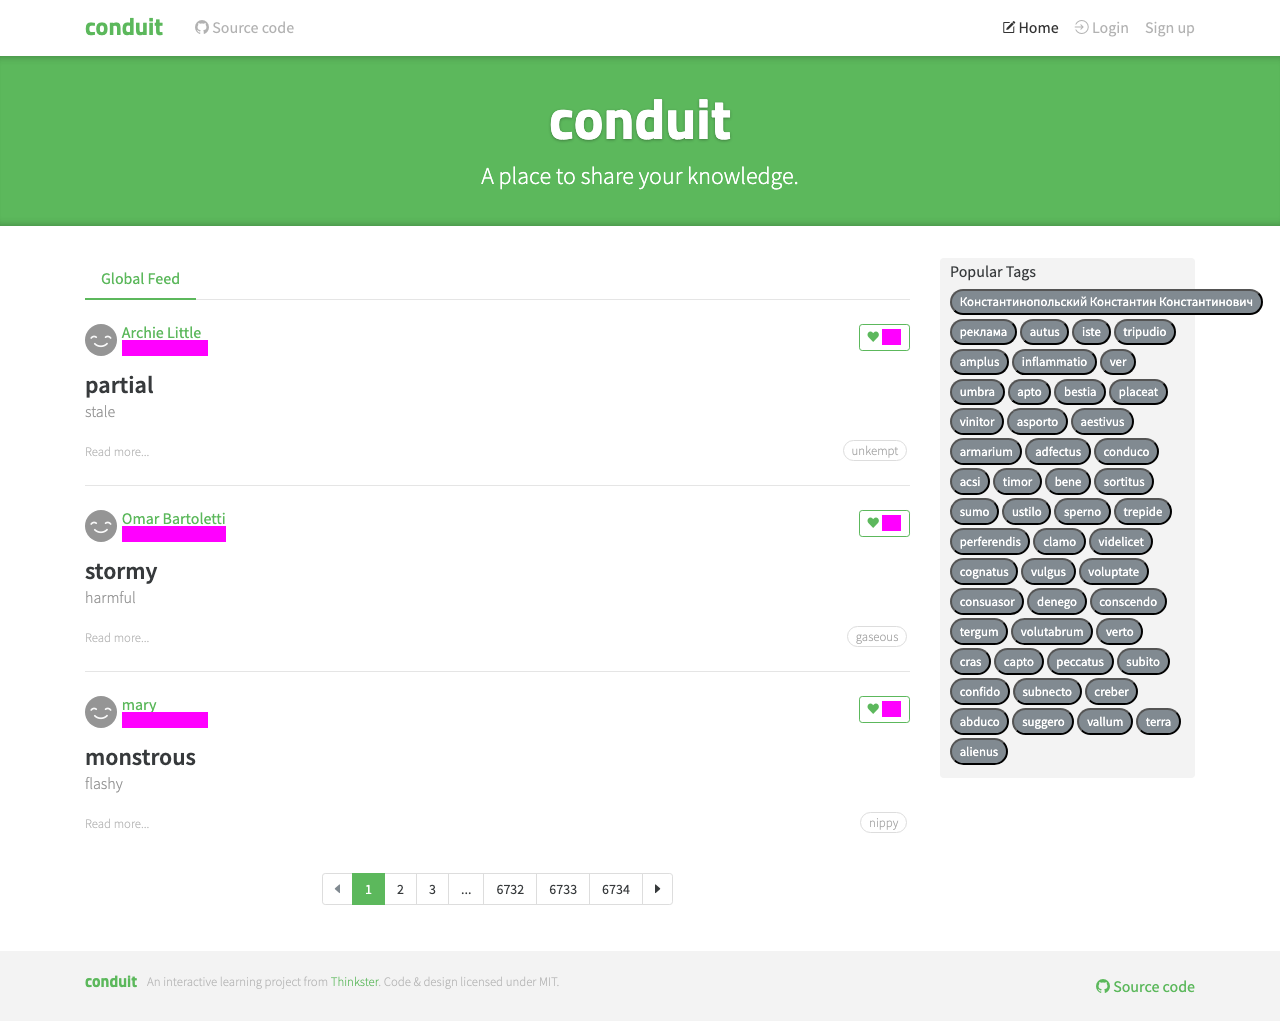 conduit Source code Home Login Sign up
conduit
A place to share your knowledge.
Global Feed
Archie Little
partial
stale
Read more... unkempt
Omar Bartoletti
stormy
harmful
Read more... gaseous
mary
monstrous
flashy
Read more... nippy
1 2 3 ... 6732 6733 6734
Popular Tags
Константинопольский Константин Константинович
реклама autus iste tripudio
amplus inflammatio ver
umbra apto bestia placeat
vinitor asporto aestivus
armarium adfectus conduco
acsi timor bene sortitus
sumo ustilo sperno trepide
perferendis clamo videlicet
cognatus vulgus voluptate
consuasor denego conscendo
tergum volutabrum verto
cras capto peccatus subito
confido subnecto creber
abduco suggero vallum terra
alienus
conduit An interactive learning project from Thinkster. Code & design licensed under MIT. Source code